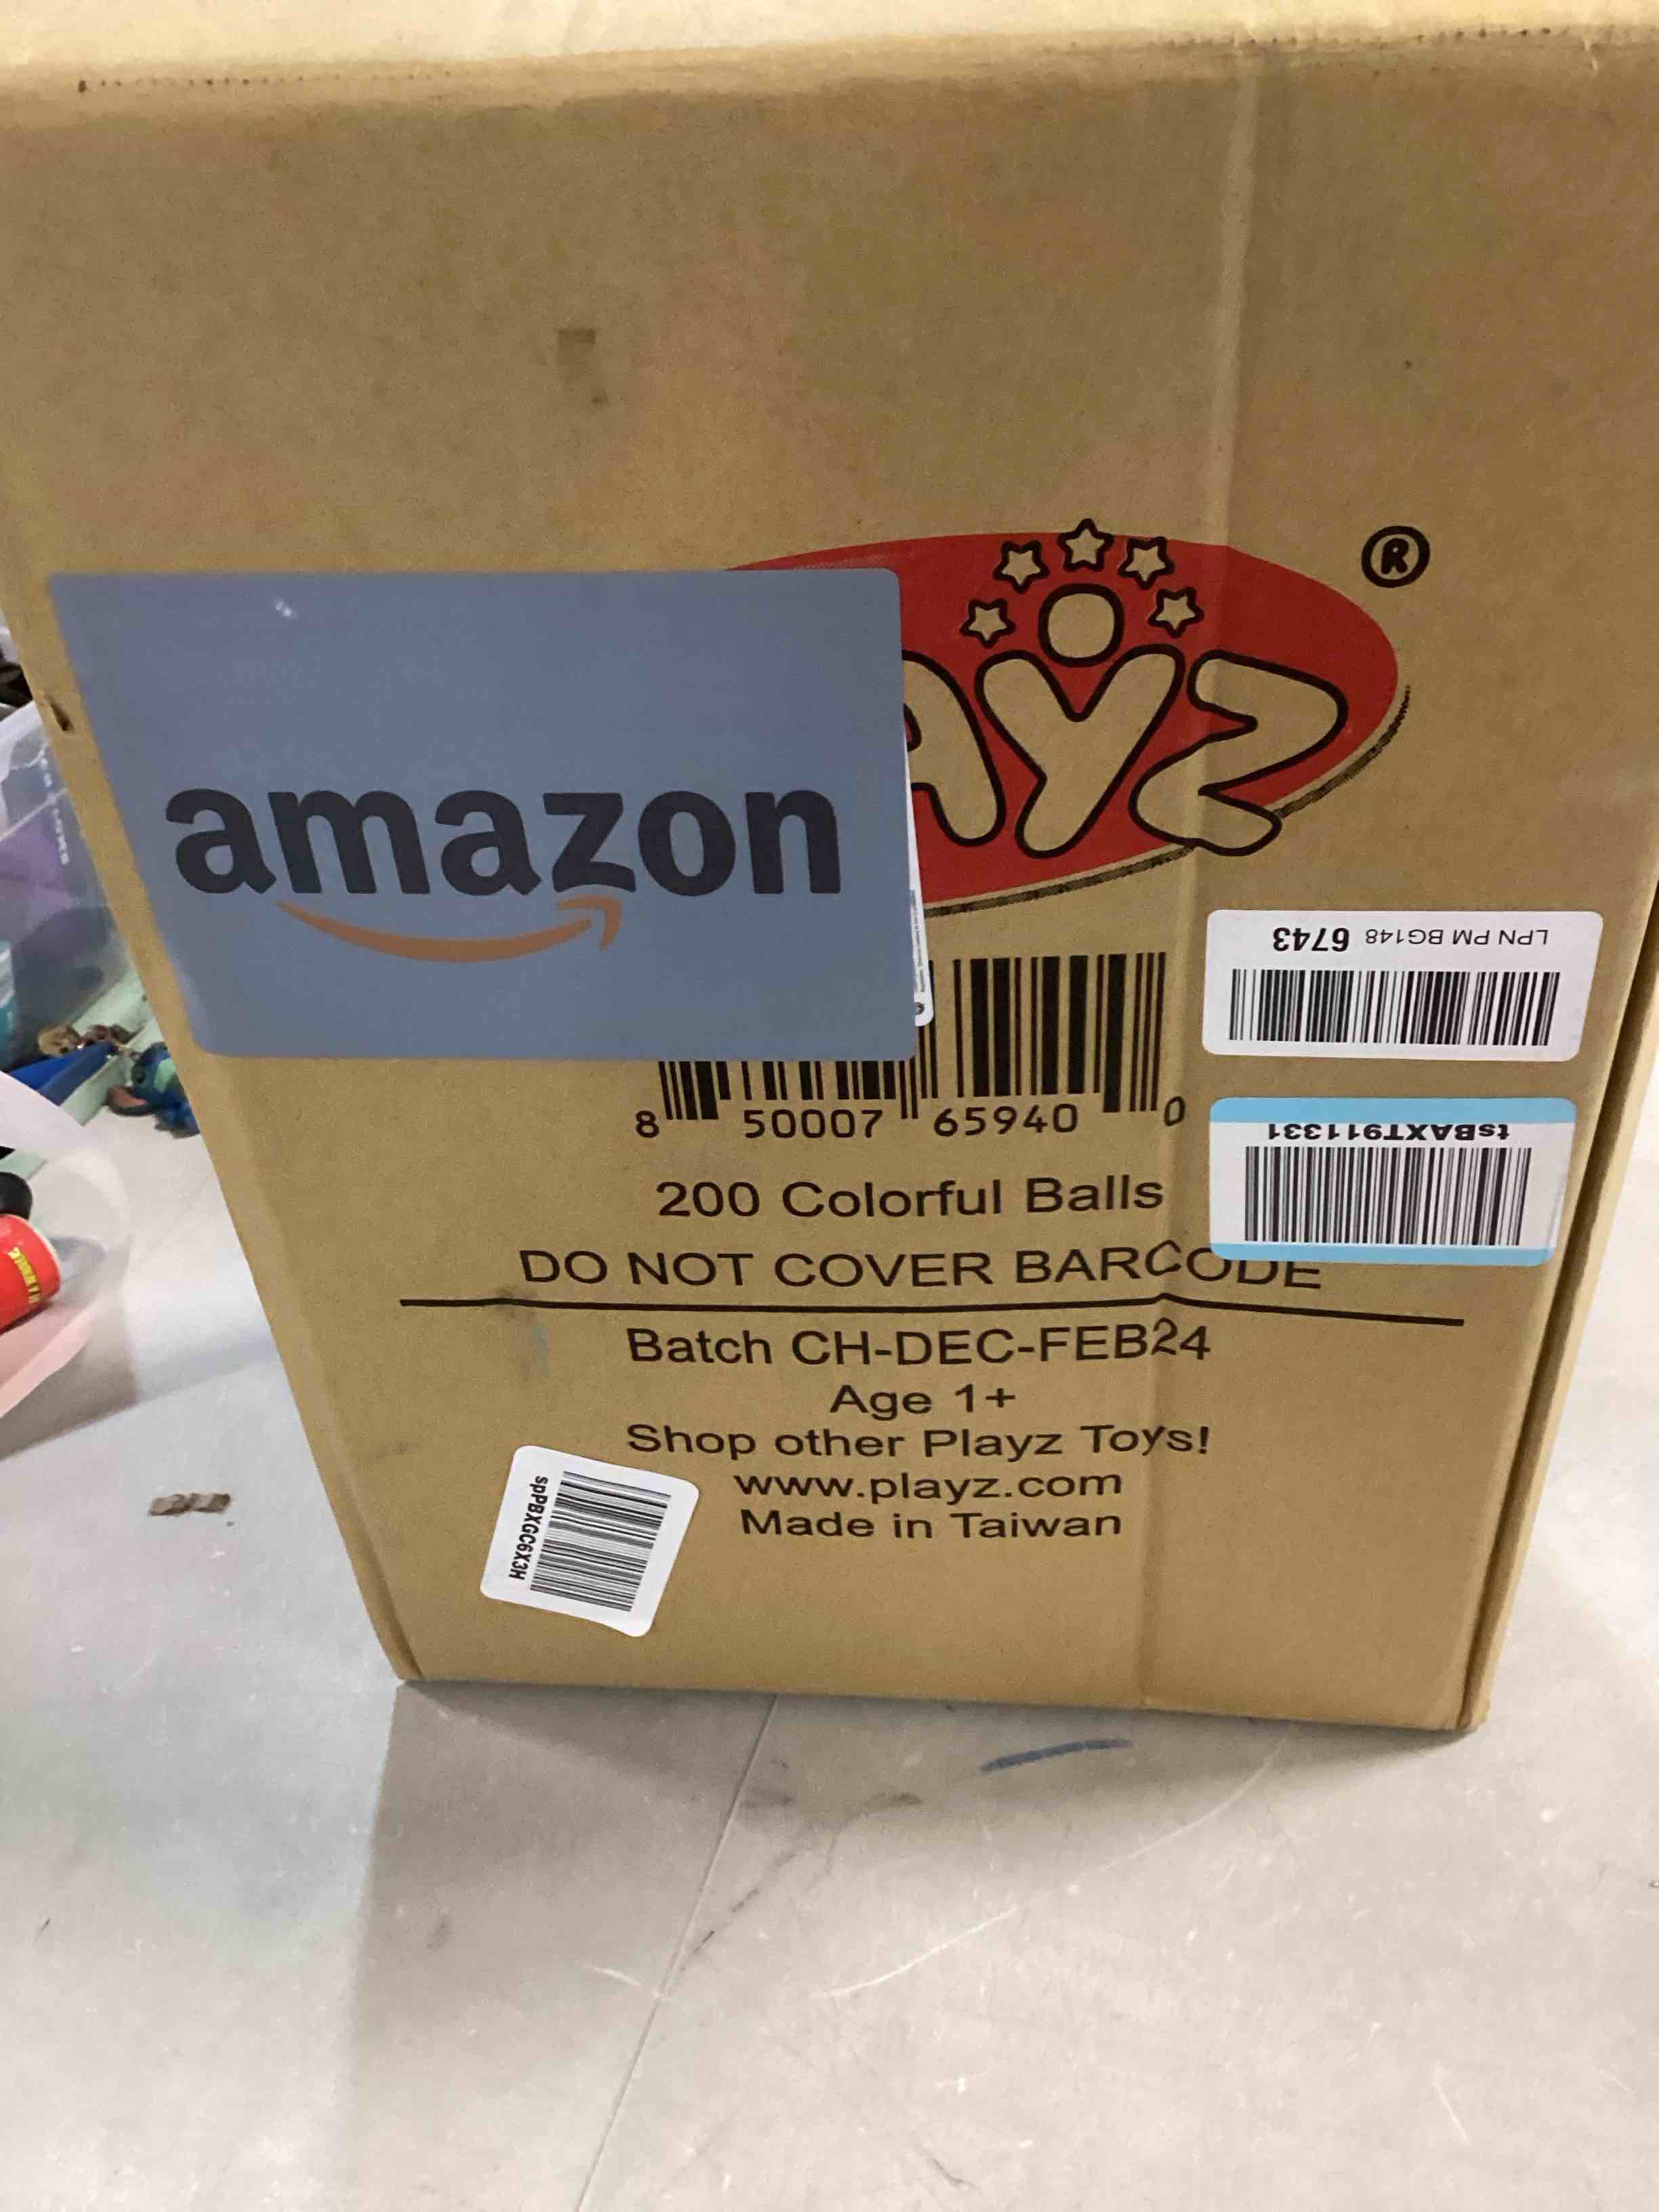 AYZ
®
amazon
LPN PM BG148 6743
8 50007 65940 0
tsBAXT911331
200 Colorful Balls
DO NOT COVER BARCODE
Batch CH-DEC-FEB24
Age 1+
Shop other Playz Toys!
www.playz.com
Made in Taiwan
spPBXGC6X3H